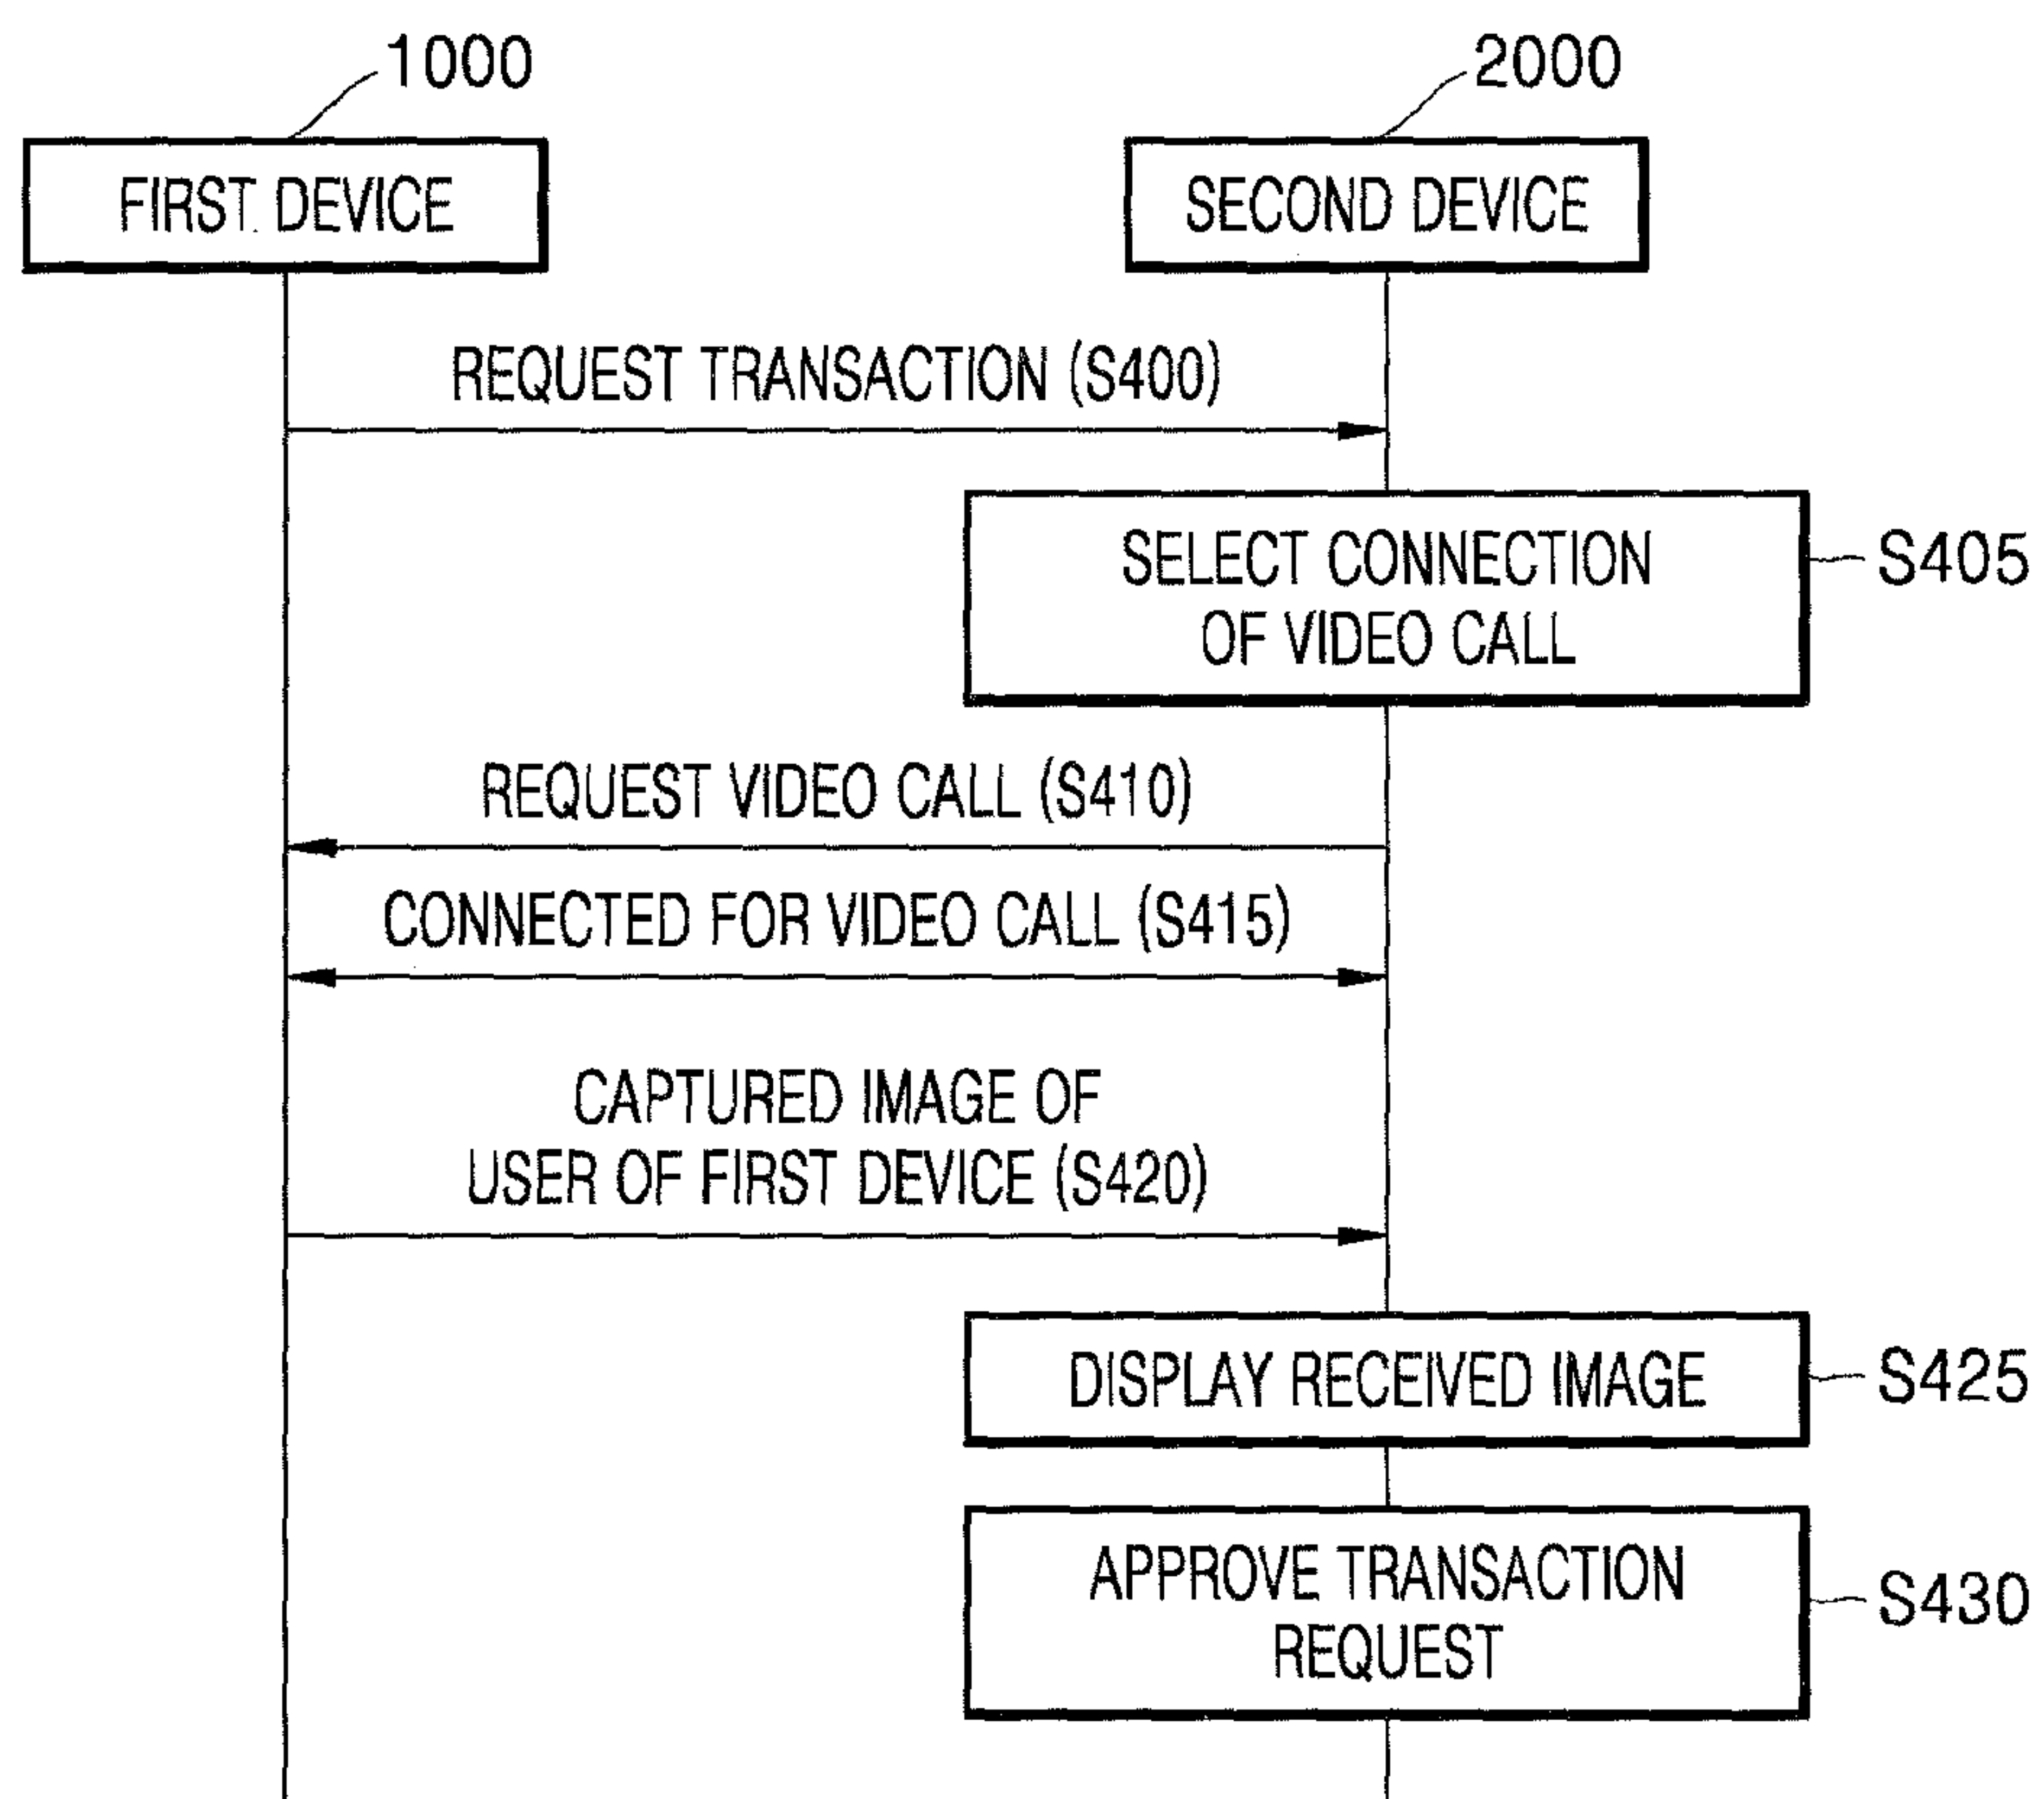 1000
2000
FIRST DEVICE
SECOND DEVICE
REQUEST TRANSACTION (S400)
SELECT CONNECTION
OF VIDEO CALL
S405
REQUEST VIDEO CALL (S410)
CONNECTED FOR VIDEO CALL (S415)
CAPTURED IMAGE OF
USER OF FIRST DEVICE (S420)
DISPLAY RECEIVED IMAGE
S425
APPROVE TRANSACTION
REQUEST
S430